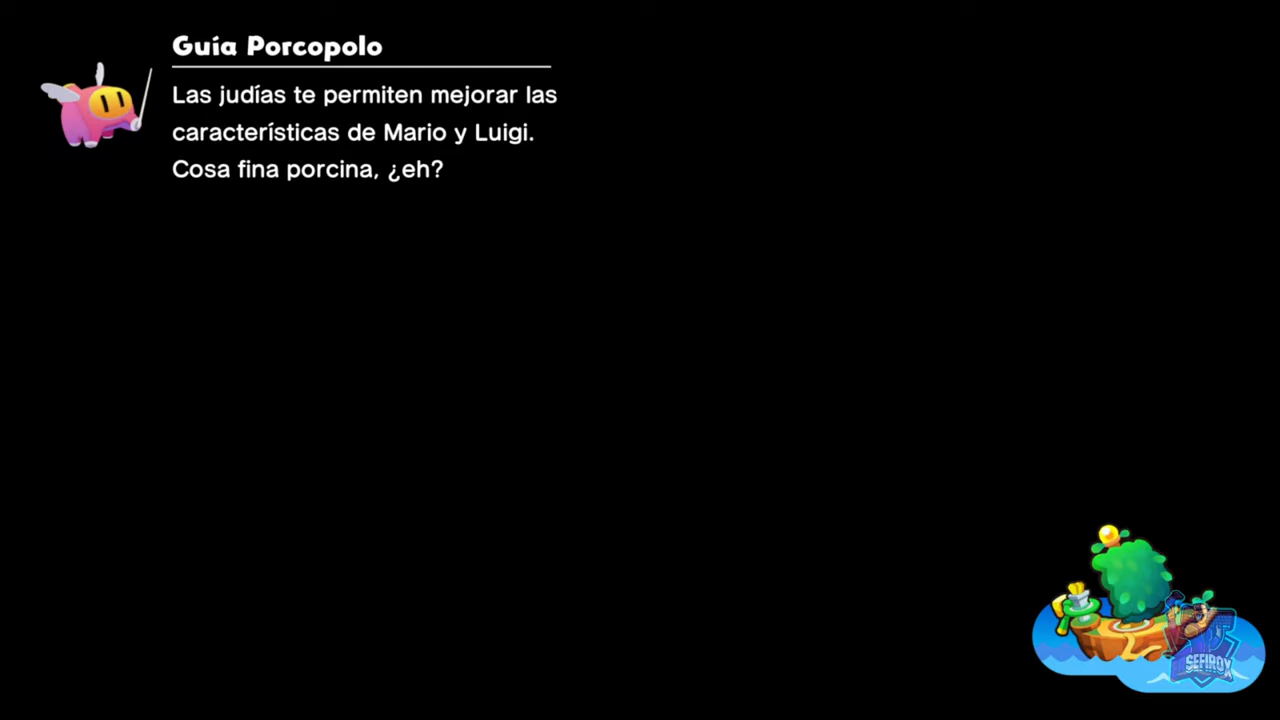 Guía Porcopolo
Las judías te permiten mejorar las
características de Mario y Luigi.
Cosa fina porcina, ¿eh?
SEFIROX